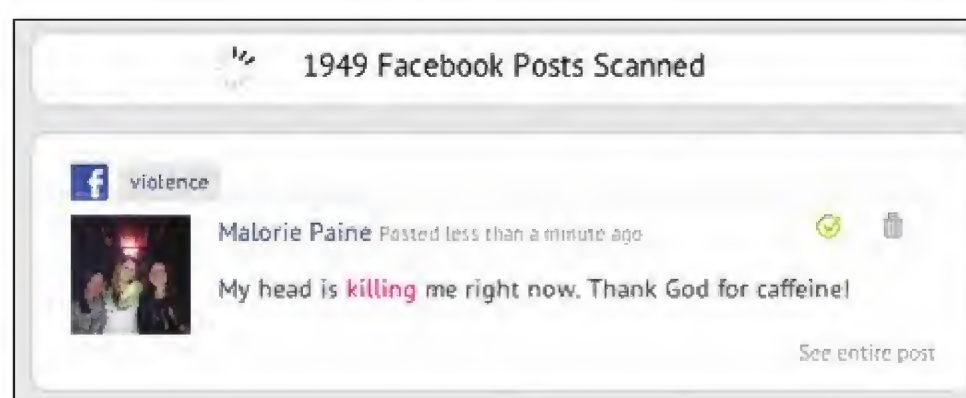 1949 Facebook Posts Scanned
f violence
Malorie Paine Posted less than a minute ago
My head is killing me right now. Thank God for caffeine!
See entire post